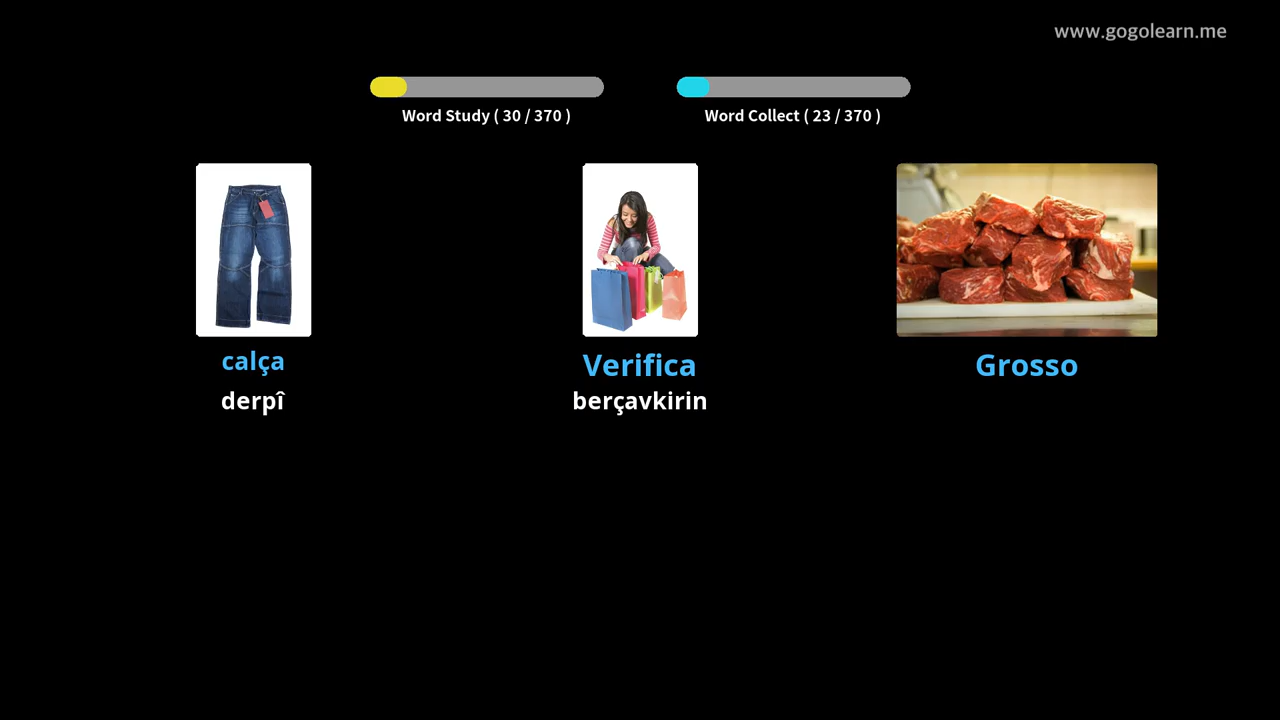 www.gogolearn.me
Word Study ( 30 / 370 )
Word Collect ( 23 / 370 )
calça
Verifica
Grosso
derpî
berçavkirin